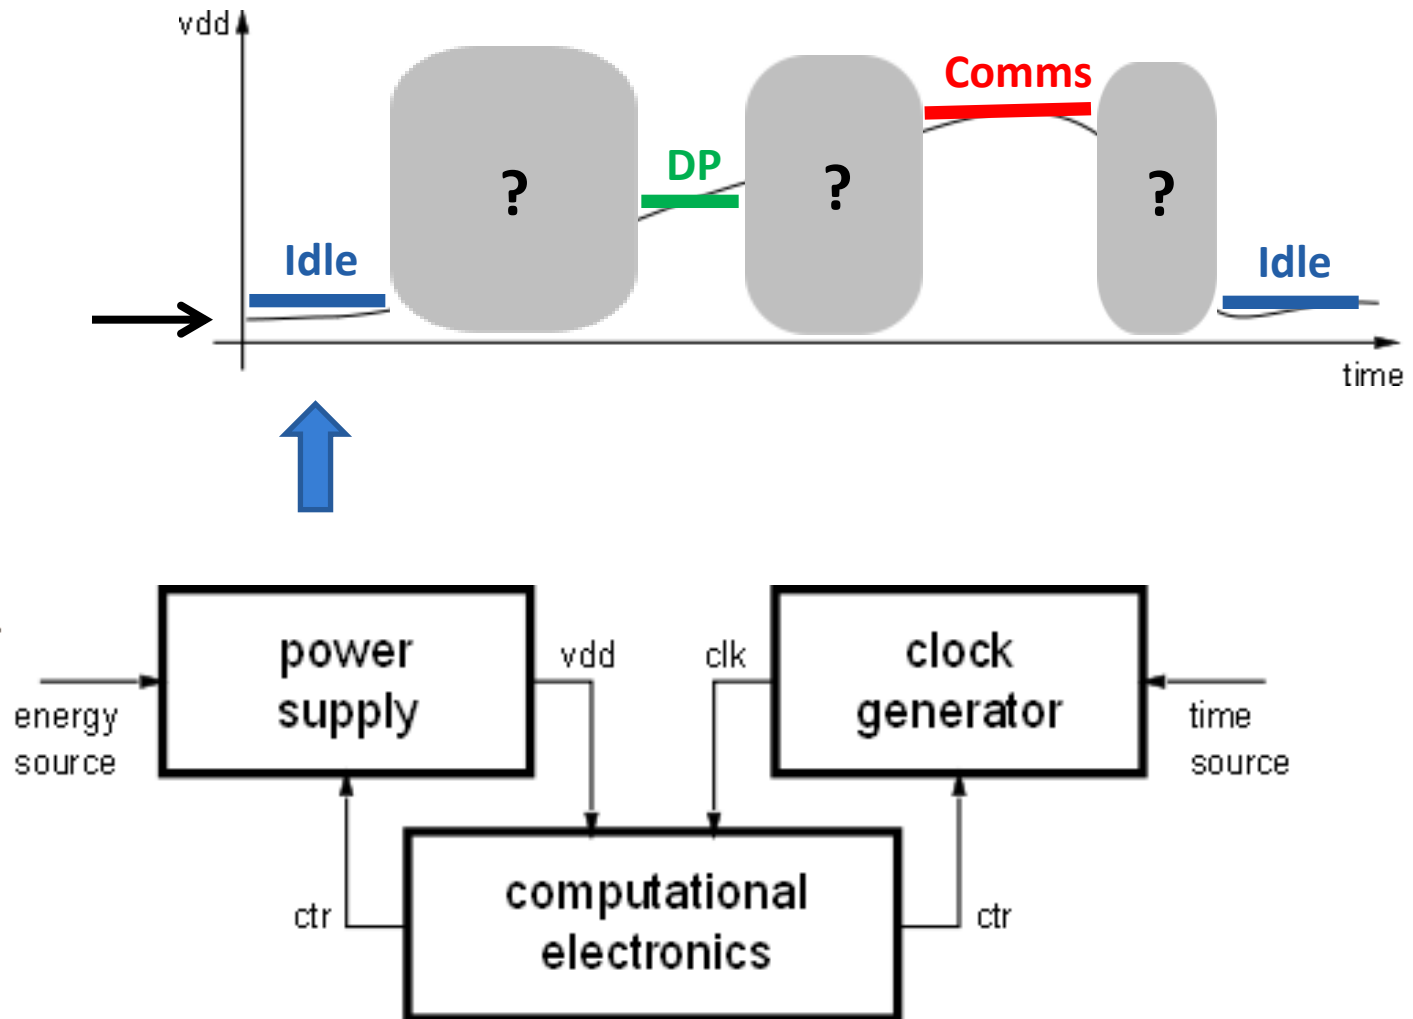 vdd
Comms
DP
?
?
?
Idle
Idle
time
power
supply
vdd
clk
clock
generator
energy
source
time
source
ctr
computational
electronics
ctr